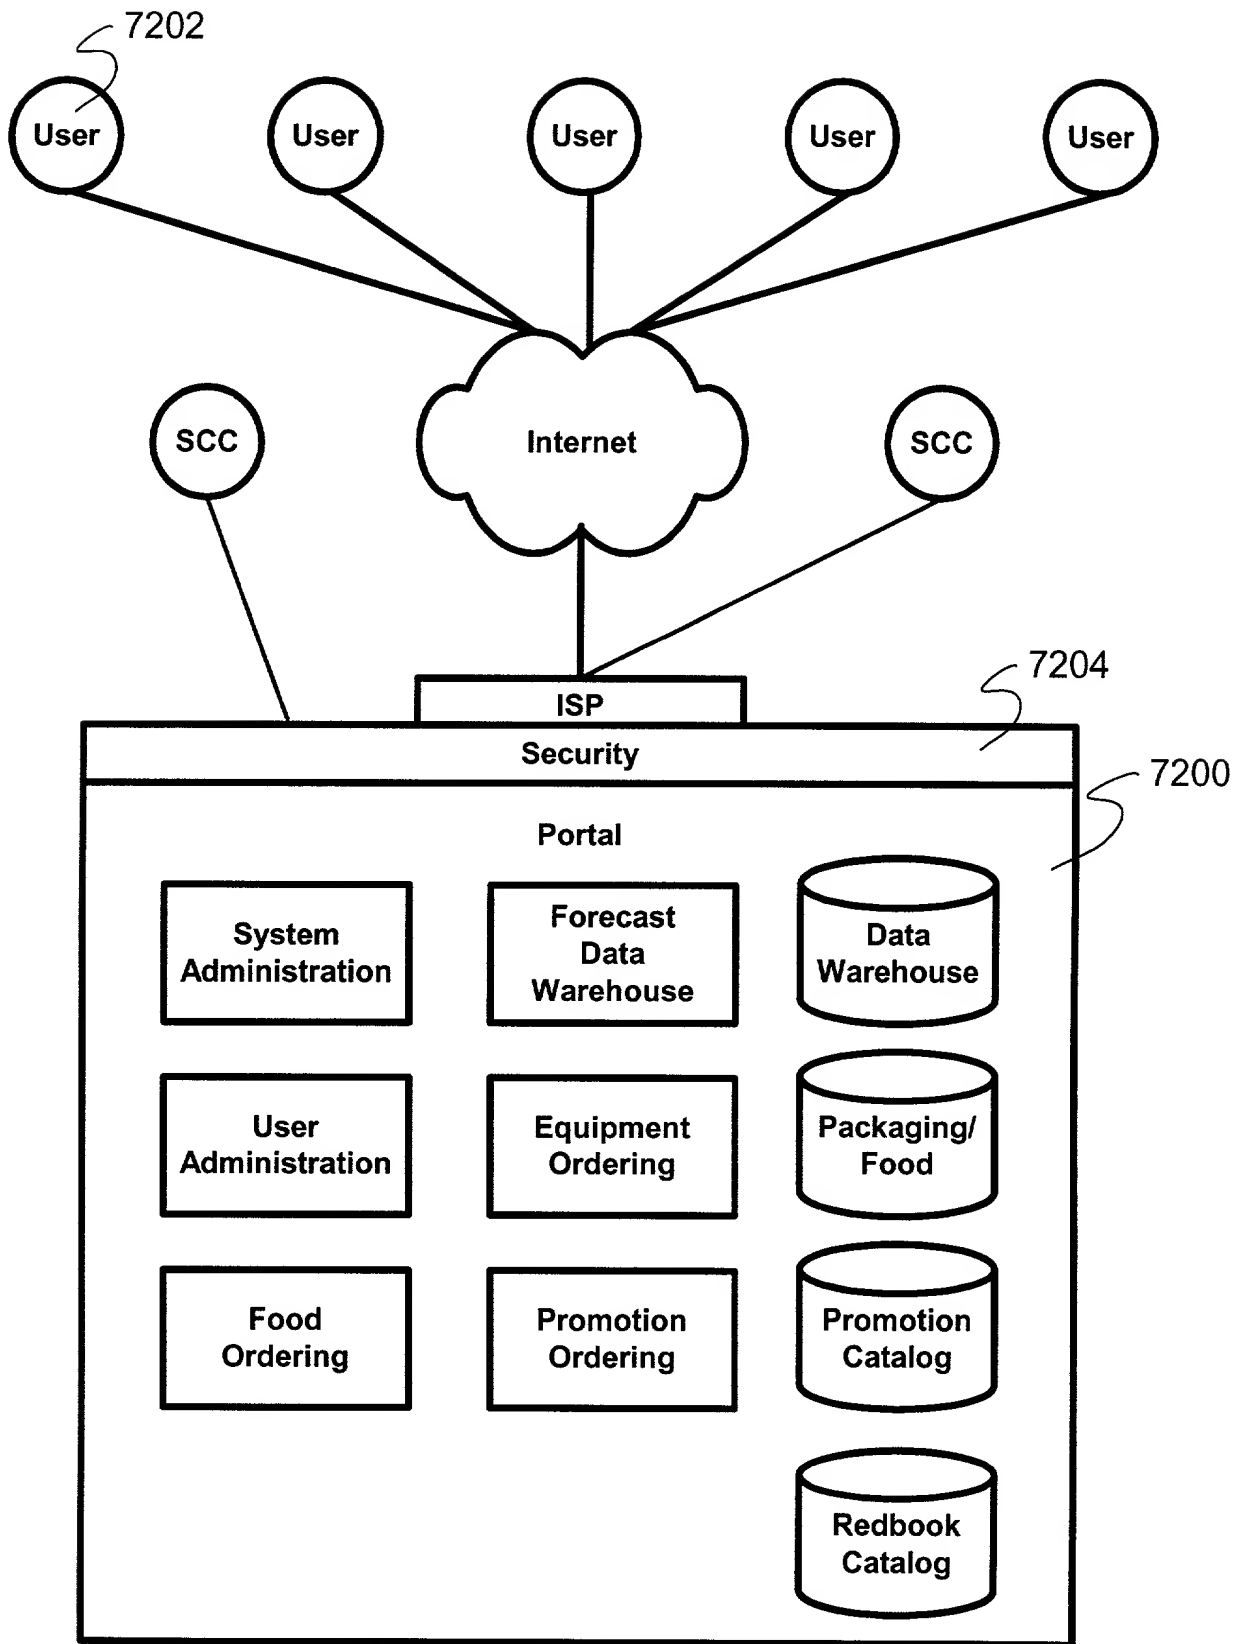 7202
User
User
User
User
User
SCC
Internet
SCC
ISP
7204
Security
7200
Portal
System
Administration
Forecast
Data
Warehouse
Data
Warehouse
User
Administration
Equipment
Ordering
Packaging/
Food
Food
Ordering
Promotion
Ordering
Promotion
Catalog
Redbook
Catalog